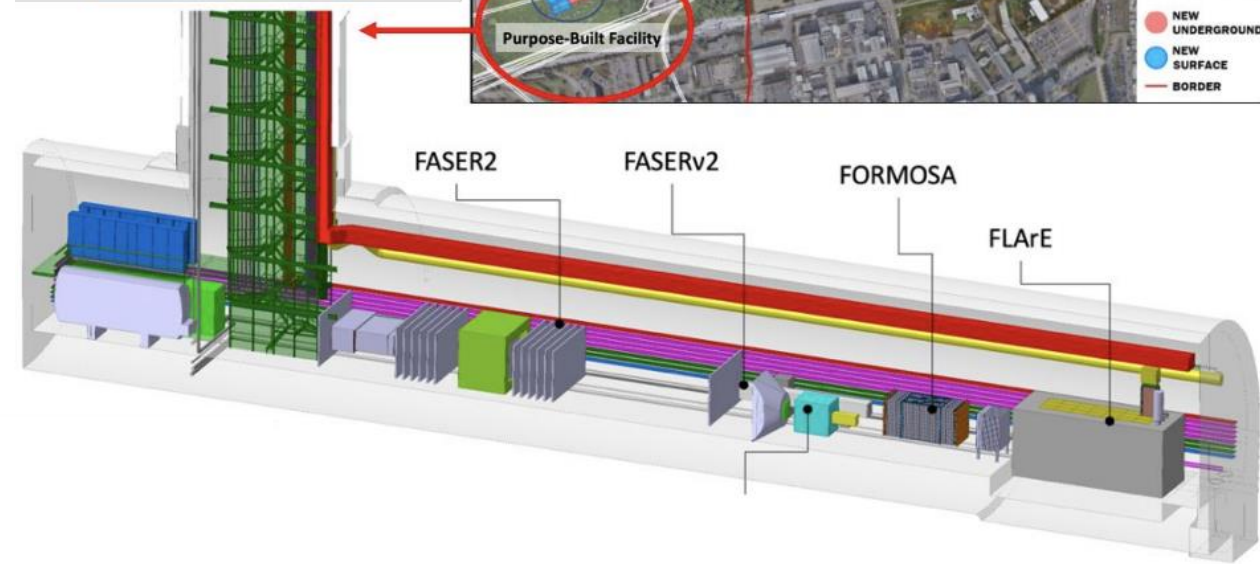 Purpose-Built Facility
NEW
UNDERGROUND
NEW
SURFACE
BORDER
FASER2
FASERν2
FORMOSA
FLArE